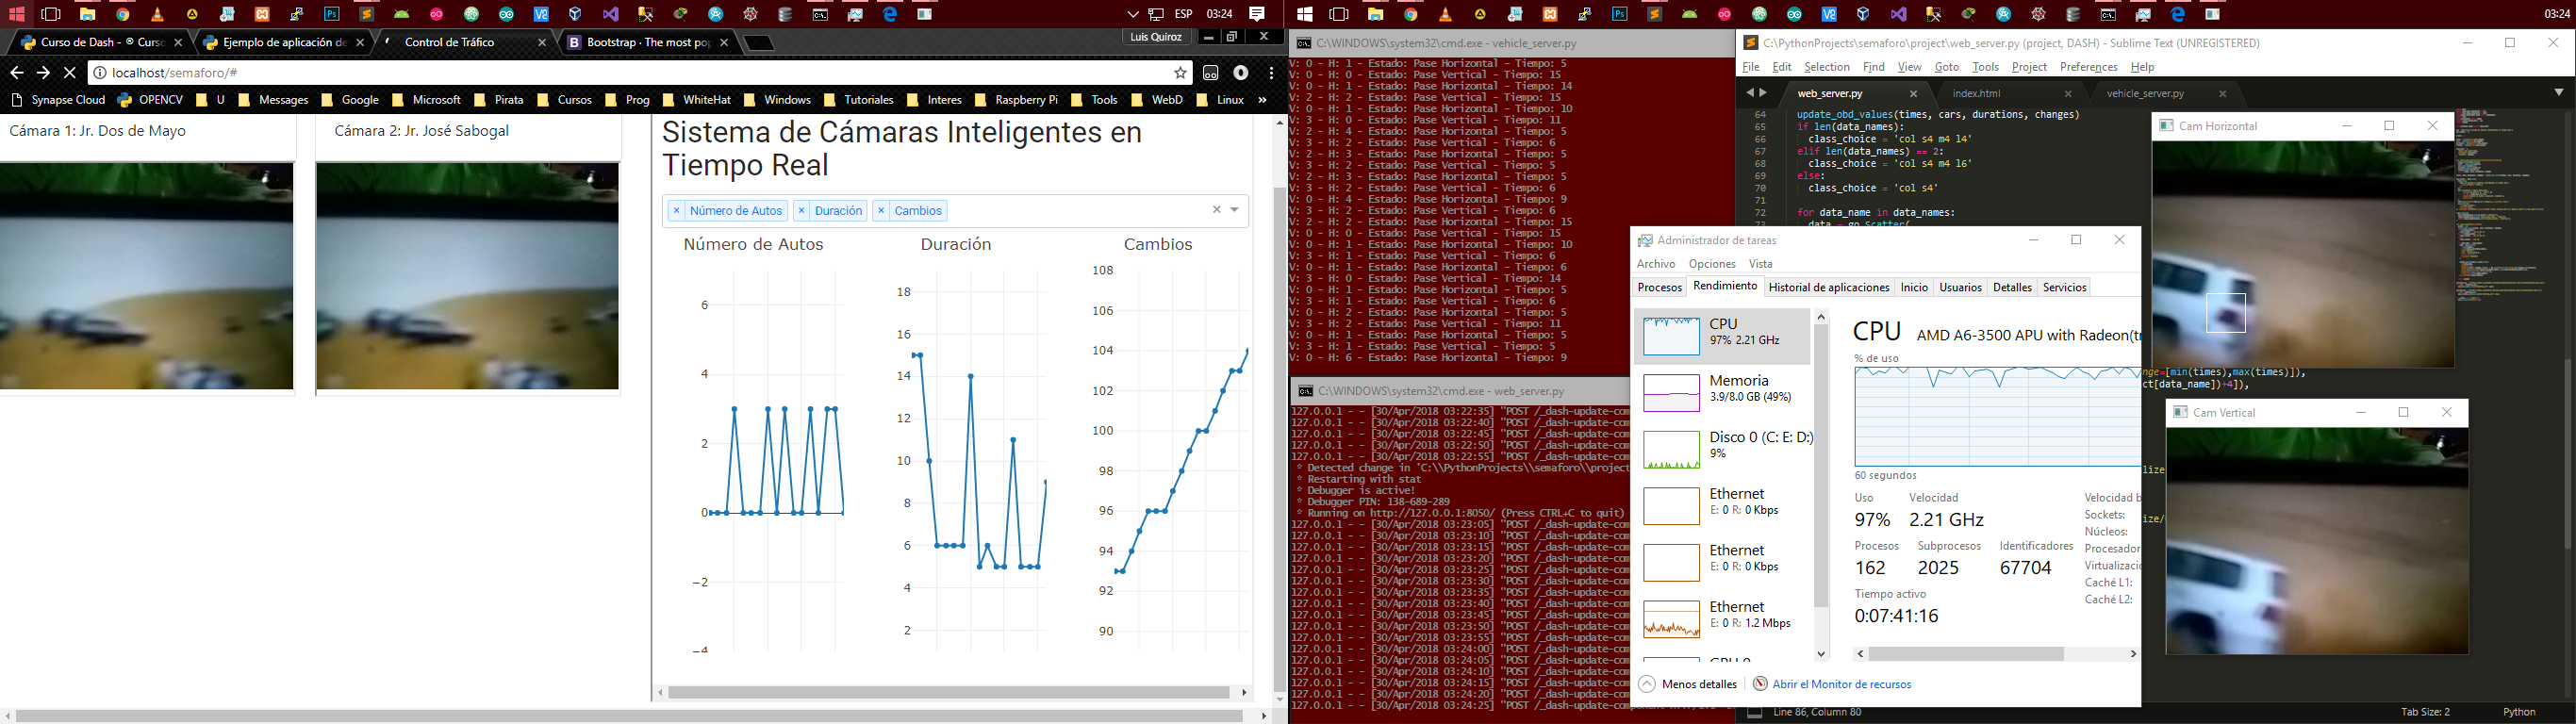 ESP
03:24
03:24
Curso de Dash - ® Curso
Ejemplo de aplicación de
Control de Tráfico
Bootstrap · The most pop
Luis Quiroz
localhost/semaforo/#
Synapse Cloud
OPENCV
U
Messages
Google
Microsoft
Pirata
Cursos
Prog
WhiteHat
Windows
Tutoriales
Interes
Raspberry Pi
Tools
WebD
Linux
»
Cámara 1: Jr. Dos de Mayo
Cámara 2: Jr. José Sabogal
Sistema de Cámaras Inteligentes en
Tiempo Real
× Número de Autos
× Duración
× Cambios
Número de Autos
6
4
2
0
−2
−4
Duración
18
16
14
12
10
8
6
4
2
Cambios
108
106
104
102
100
98
96
94
92
90
C:\WINDOWS\system32\cmd.exe - vehicle_server.py
V: 0 - H: 1 - Estado: Pase Horizontal - Tiempo: 5
V: 0 - H: 0 - Estado: Pase Vertical - Tiempo: 15
V: 0 - H: 1 - Estado: Pase Horizontal - Tiempo: 14
V: 2 - H: 2 - Estado: Pase Vertical - Tiempo: 15
V: 0 - H: 1 - Estado: Pase Horizontal - Tiempo: 10
V: 3 - H: 0 - Estado: Pase Vertical - Tiempo: 11
V: 2 - H: 4 - Estado: Pase Horizontal - Tiempo: 5
V: 3 - H: 2 - Estado: Pase Vertical - Tiempo: 6
V: 2 - H: 3 - Estado: Pase Horizontal - Tiempo: 5
V: 3 - H: 2 - Estado: Pase Vertical - Tiempo: 5
V: 2 - H: 3 - Estado: Pase Horizontal - Tiempo: 5
V: 3 - H: 2 - Estado: Pase Vertical - Tiempo: 6
V: 0 - H: 4 - Estado: Pase Horizontal - Tiempo: 9
V: 3 - H: 2 - Estado: Pase Vertical - Tiempo: 6
V: 2 - H: 2 - Estado: Pase Horizontal - Tiempo: 15
V: 0 - H: 0 - Estado: Pase Vertical - Tiempo: 15
V: 0 - H: 1 - Estado: Pase Horizontal - Tiempo: 10
V: 3 - H: 1 - Estado: Pase Vertical - Tiempo: 6
V: 0 - H: 1 - Estado: Pase Horizontal - Tiempo: 6
V: 0 - H: 1 - Estado: Pase Vertical - Tiempo: 14
V: 0 - H: 1 - Estado: Pase Horizontal - Tiempo: 5
V: 3 - H: 1 - Estado: Pase Vertical - Tiempo: 6
V: 0 - H: 2 - Estado: Pase Horizontal - Tiempo: 5
V: 3 - H: 2 - Estado: Pase Vertical - Tiempo: 11
V: 0 - H: 1 - Estado: Pase Horizontal - Tiempo: 5
V: 3 - H: 1 - Estado: Pase Vertical - Tiempo: 5
V: 0 - H: 6 - Estado: Pase Horizontal - Tiempo: 9
C:\WINDOWS\system32\cmd.exe - web_server.py
127.0.0.1 - - [30/Apr/2018 03:22:35] "POST /_dash-update-com
127.0.0.1 - - [30/Apr/2018 03:22:40] "POST /_dash-update-com
127.0.0.1 - - [30/Apr/2018 03:22:45] "POST /_dash-update-com
127.0.0.1 - - [30/Apr/2018 03:22:50] "POST /_dash-update-com
127.0.0.1 - - [30/Apr/2018 03:22:55] "POST /_dash-update-com
* Detected change in 'C:\\PythonProjects\\semaforo\\project
* Restarting with stat
* Debugger is active!
* Debugger PIN: 138-689-289
* Running on http://127.0.0.1:8050/ (Press CTRL+C to quit)
127.0.0.1 - - [30/Apr/2018 03:23:05] "POST /_dash-update-com
127.0.0.1 - - [30/Apr/2018 03:23:10] "POST /_dash-update-com
127.0.0.1 - - [30/Apr/2018 03:23:15] "POST /_dash-update-com
127.0.0.1 - - [30/Apr/2018 03:23:20] "POST /_dash-update-com
127.0.0.1 - - [30/Apr/2018 03:23:25] "POST /_dash-update-com
127.0.0.1 - - [30/Apr/2018 03:23:30] "POST /_dash-update-com
127.0.0.1 - - [30/Apr/2018 03:23:35] "POST /_dash-update-com
127.0.0.1 - - [30/Apr/2018 03:23:40] "POST /_dash-update-com
127.0.0.1 - - [30/Apr/2018 03:23:45] "POST /_dash-update-com
127.0.0.1 - - [30/Apr/2018 03:23:50] "POST /_dash-update-com
127.0.0.1 - - [30/Apr/2018 03:23:55] "POST /_dash-update-com
127.0.0.1 - - [30/Apr/2018 03:24:00] "POST /_dash-update-com
127.0.0.1 - - [30/Apr/2018 03:24:05] "POST /_dash-update-com
127.0.0.1 - - [30/Apr/2018 03:24:10] "POST /_dash-update-com
127.0.0.1 - - [30/Apr/2018 03:24:15] "POST /_dash-update-com
127.0.0.1 - - [30/Apr/2018 03:24:20] "POST /_dash-update-com
127.0.0.1 - - [30/Apr/2018 03:24:25] "POST
C:\PythonProjects\semaforo\project\web_server.py (project, DASH) - Sublime Text (UNREGISTERED)
File Edit Selection Find View Goto Tools Project Preferences Help
web_server.py
index.html
vehicle_server.py
64 update_obd_values(times, cars, durations, changes)
65 if len(data_names):
66 class_choice = 'col s4 m4 l4'
67 elif len(data_names) == 2:
68 class_choice = 'col s4 m4 l6'
69 else:
70 class_choice = 'col s4'
71
72 for data_name in data_names:
data = go.Scatter(
nge=[min(times),max(times)]),
ct[data_name])+4]),
Cam Horizontal
Cam Vertical
Administrador de tareas
Archivo Opciones Vista
Procesos Rendimiento Historial de aplicaciones Inicio Usuarios Detalles Servicios
CPU
97% 2.21 GHz
Memoria
3.9/8.0 GB (49%)
Disco 0 (C: E: D:)
9%
Ethernet
E: 0 R: 0 Kbps
Ethernet
E: 0 R: 0 Kbps
Ethernet
E: 0 R: 1.2 Mbps
CPU AMD A6-3500 APU with Radeon(t
% de uso
60 segundos
Uso
97%
Velocidad
2.21 GHz
Procesos
162
Subprocesos
2025
Identificadores
67704
Tiempo activo
0:07:41:16
Velocidad b
Sockets:
Núcleos:
Procesador
Virtualizació
Caché L1:
Caché L2:
Menos detalles
Abrir el Monitor de recursos
Line 86, Column 80
Tab Size: 2
Python